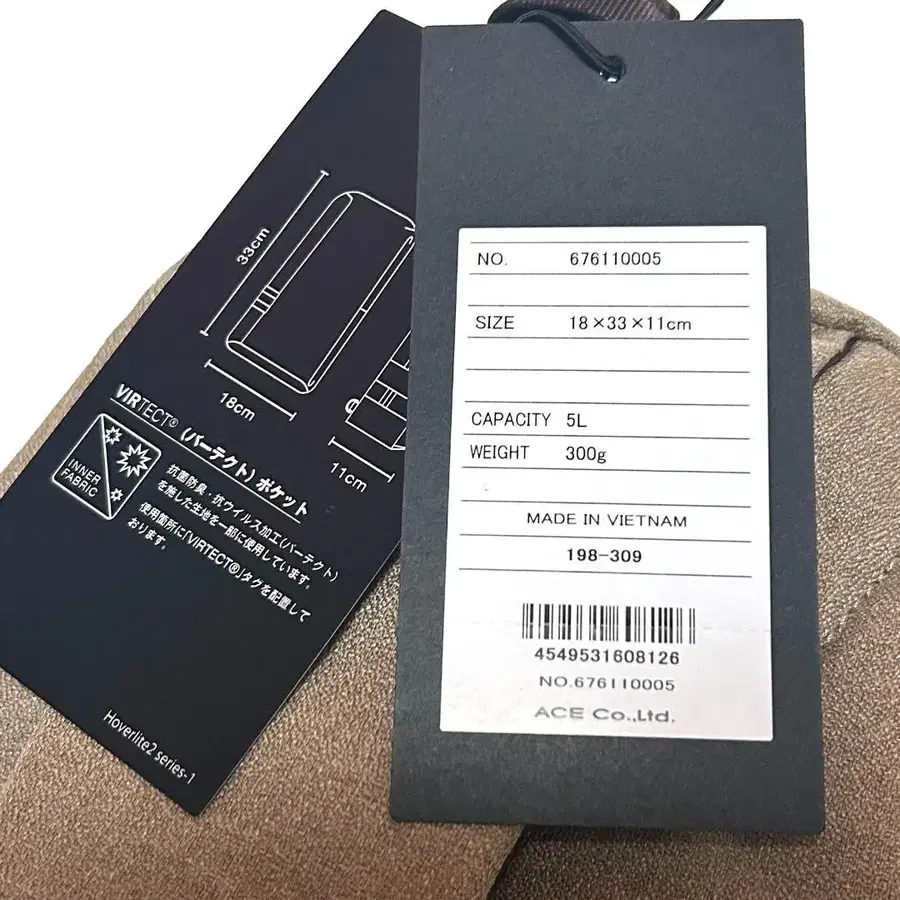 33cm
18cm
11cm
VIRTECT® (バーテクト) ポケット
INNER
FABRIC
抗菌防臭・抗ウイルス加工(バーテクト)
を施した生地を一部に使用しています。
使用箇所に「VIRTECT®」タグを配置して
おります。
Hoverlite2 series-1
NO. 676110005
SIZE 18×33×11cm
CAPACITY 5L
WEIGHT 300g
MADE IN VIETNAM
198-309
4549531608126
NO.676110005
ACE Co.,Ltd.